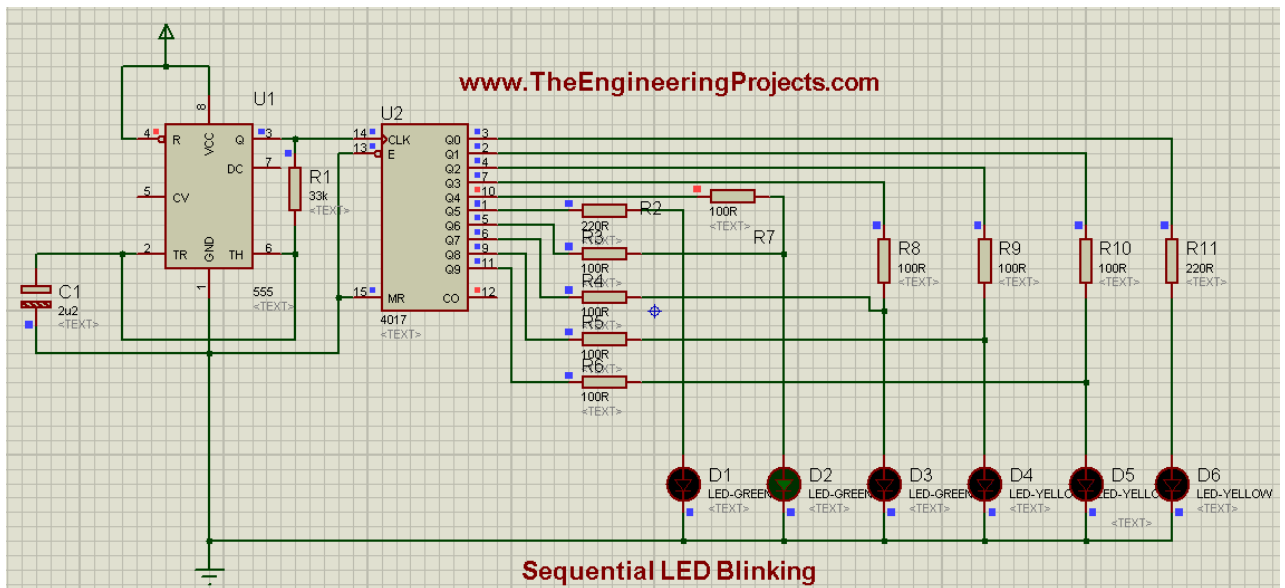 www.TheEngineeringProjects.com
U1
U2
8
4 R VCC Q 3
DC 7
5 CV
2 TR GND TH 6
1
555
<TEXT>
R1
33k
<TEXT>
C1
2u2
<TEXT>
14 CLK Q0 3
13 E Q1 2
Q2 4
Q3 7
Q4 10
Q5 1
Q6 5
Q7 6
Q8 9
Q9 11
15 MR CO 12
4017
<TEXT>
R2
220R
<TEXT>
R3
100R
<TEXT>
R4
100R
<TEXT>
R5
100R
<TEXT>
R6
100R
<TEXT>
R7
100R
<TEXT>
R8
100R
<TEXT>
R9
100R
<TEXT>
R10
100R
<TEXT>
R11
220R
<TEXT>
D1
LED-GREEN
<TEXT>
D2
LED-GREEN
<TEXT>
D3
LED-GREEN
<TEXT>
D4
LED-YELLO
<TEXT>
D5
LED-YELLO
<TEXT>
D6
LED-YELLOW
<TEXT>
Sequential LED Blinking